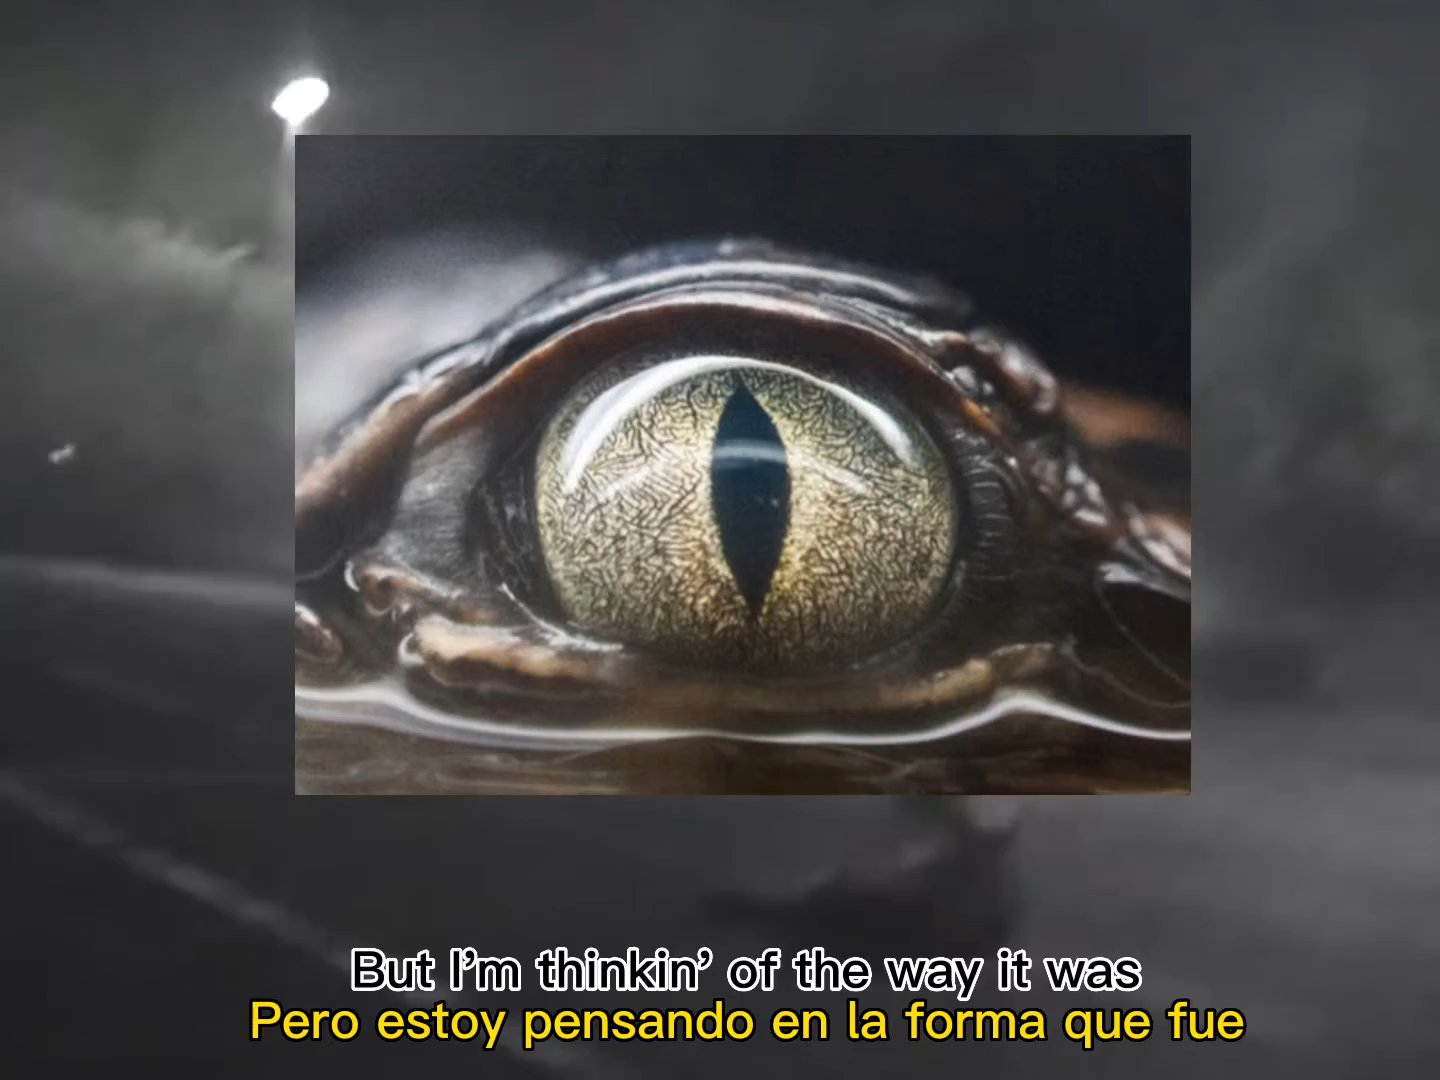 But I’m thinkin’ of the way it was
Pero estoy pensando en la forma que fue